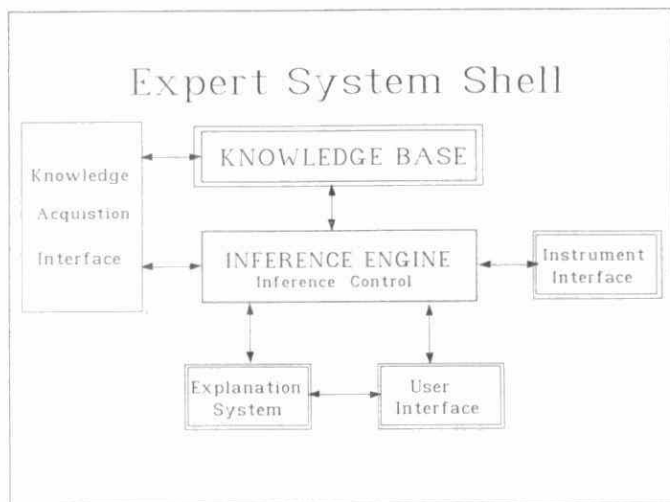 Expert System Shell
KNOWLEDGE BASE
Knowledge
Acquistion
Interface
INFERENCE ENGINE
Inference Control
Instrument
Interface
Explanation
System
User
Interface